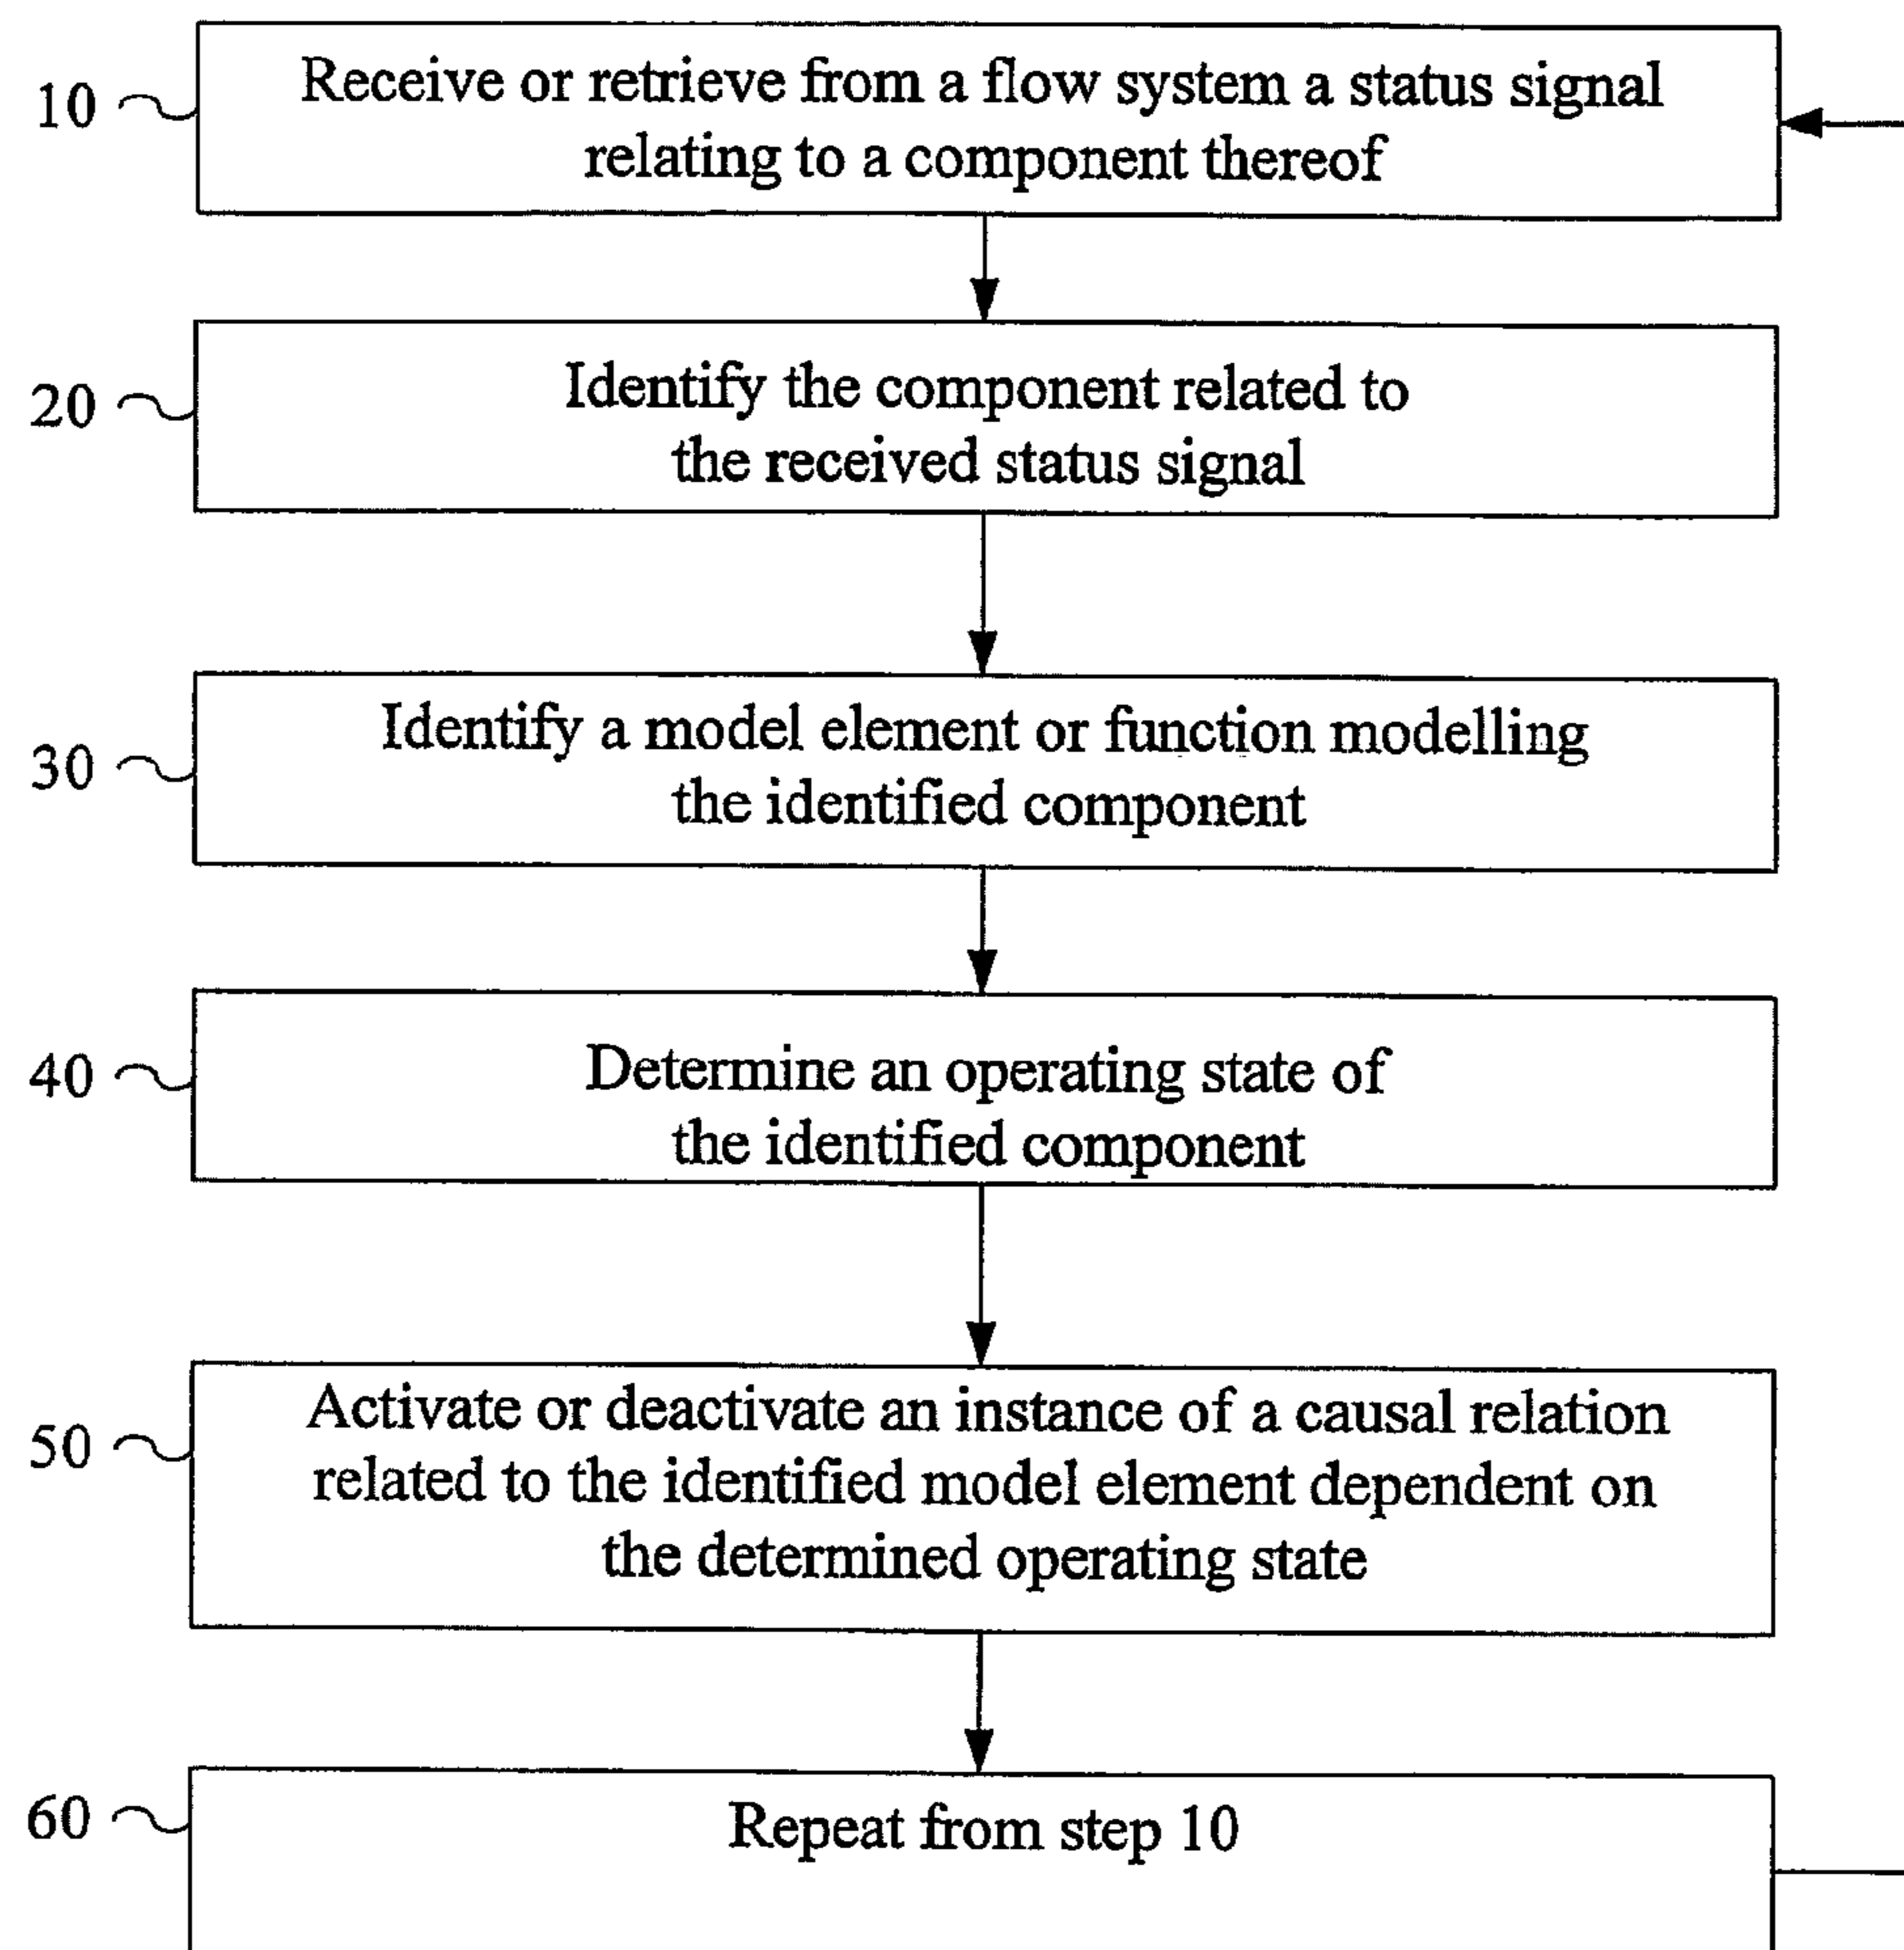 10
Receive or retrieve from a flow system a status signal
relating to a component thereof
20
Identify the component related to
the received status signal
30
Identify a model element or function modelling
the identified component
40
Determine an operating state of
the identified component
50
Activate or deactivate an instance of a causal relation
related to the identified model element dependent on
the determined operating state
60
Repeat from step 10